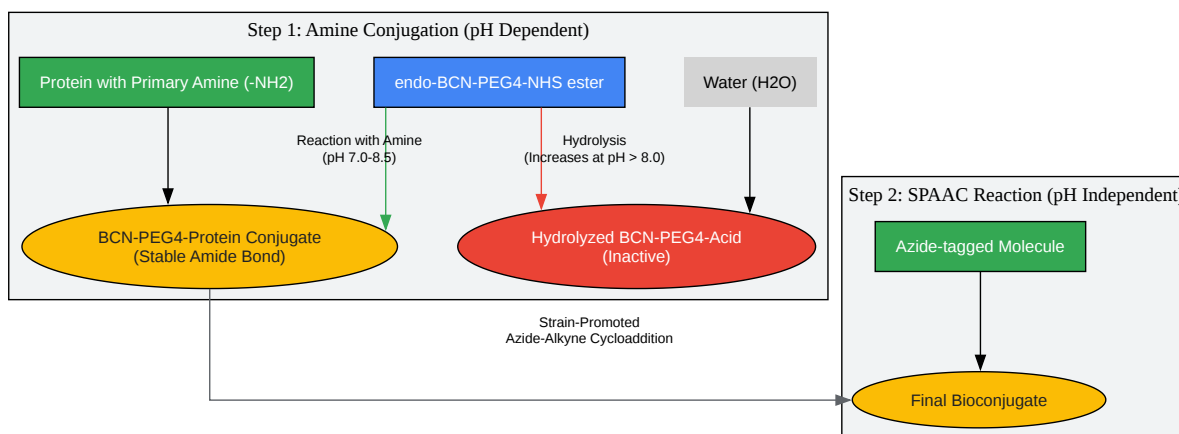 Step 1: Amine Conjugation (pH Dependent)
Protein with Primary Amine (-NH2)
endo-BCN-PEG4-NHS ester
Water (H2O)
Reaction with Amine
(pH 7.0-8.5)
Hydrolysis
(Increases at pH > 8.0)
BCN-PEG4-Protein Conjugate
(Stable Amide Bond)
Hydrolyzed BCN-PEG4-Acid
(Inactive)
Step 2: SPAAC Reaction (pH Independent)
Azide-tagged Molecule
Strain-Promoted
Azide-Alkyne Cycloaddition
Final Bioconjugate